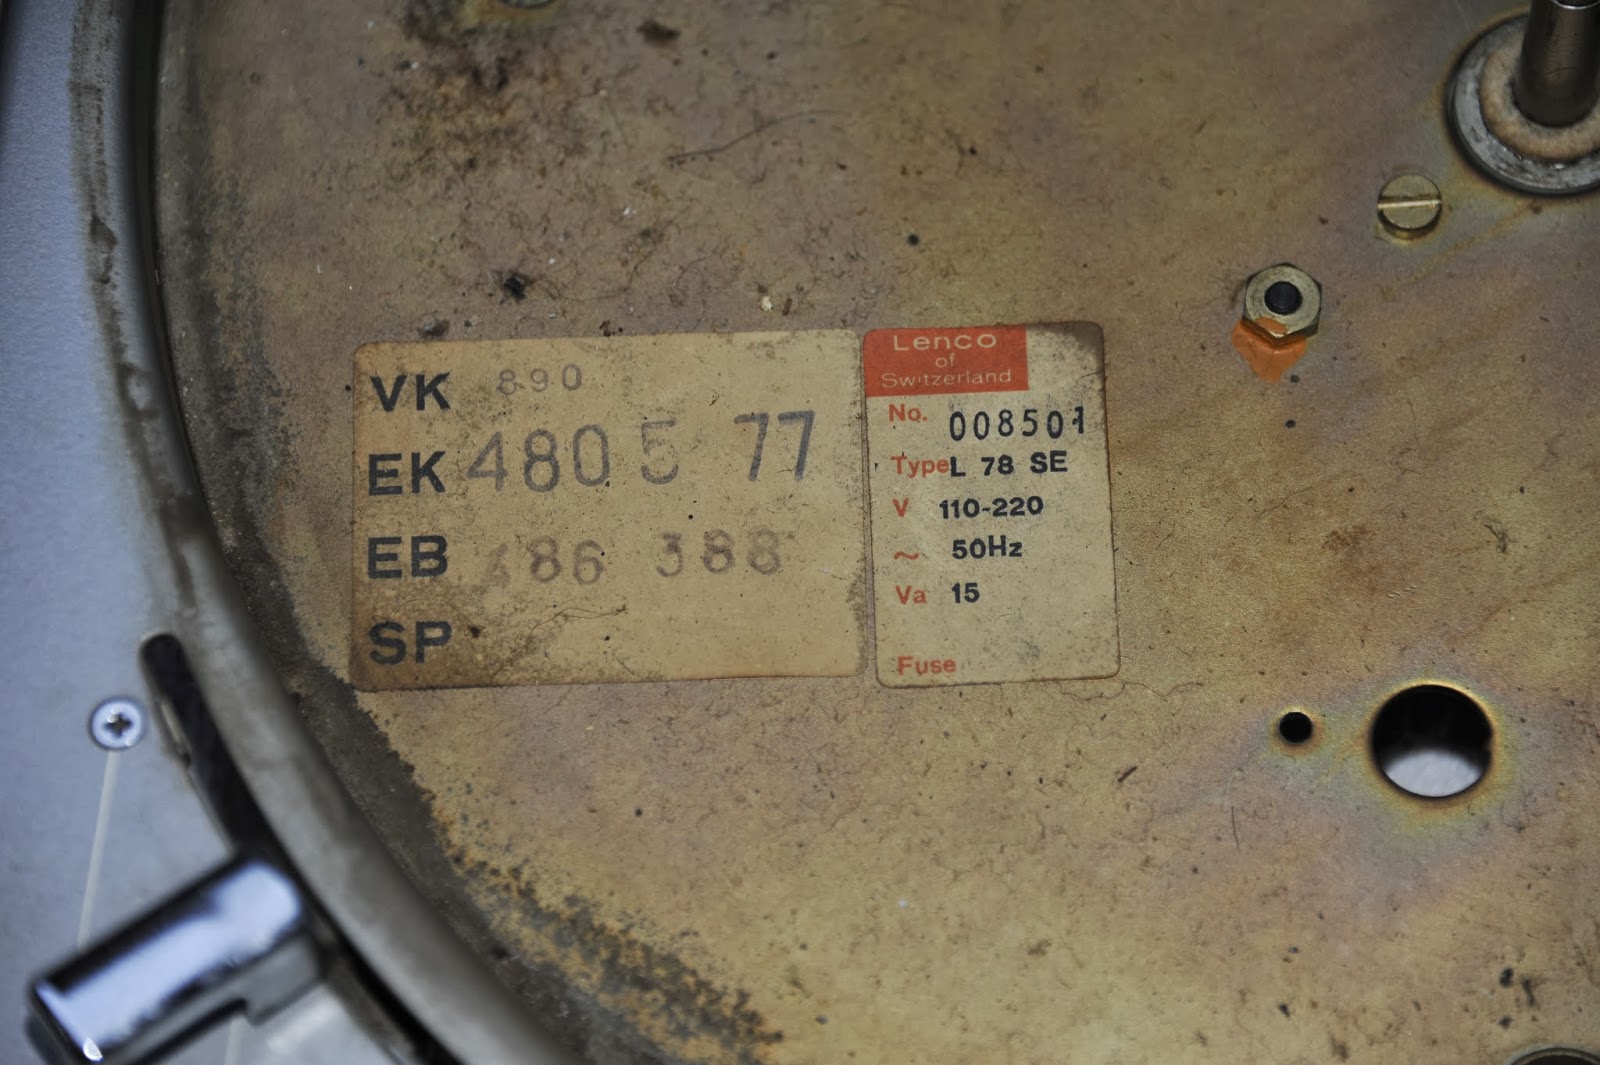 VK 890
EK 480 5 77
EB 486 388
SP
Lenco
of
Switzerland
No. 008501
Type L 78 SE
V 110-220
~ 50Hz
Va 15
Fuse